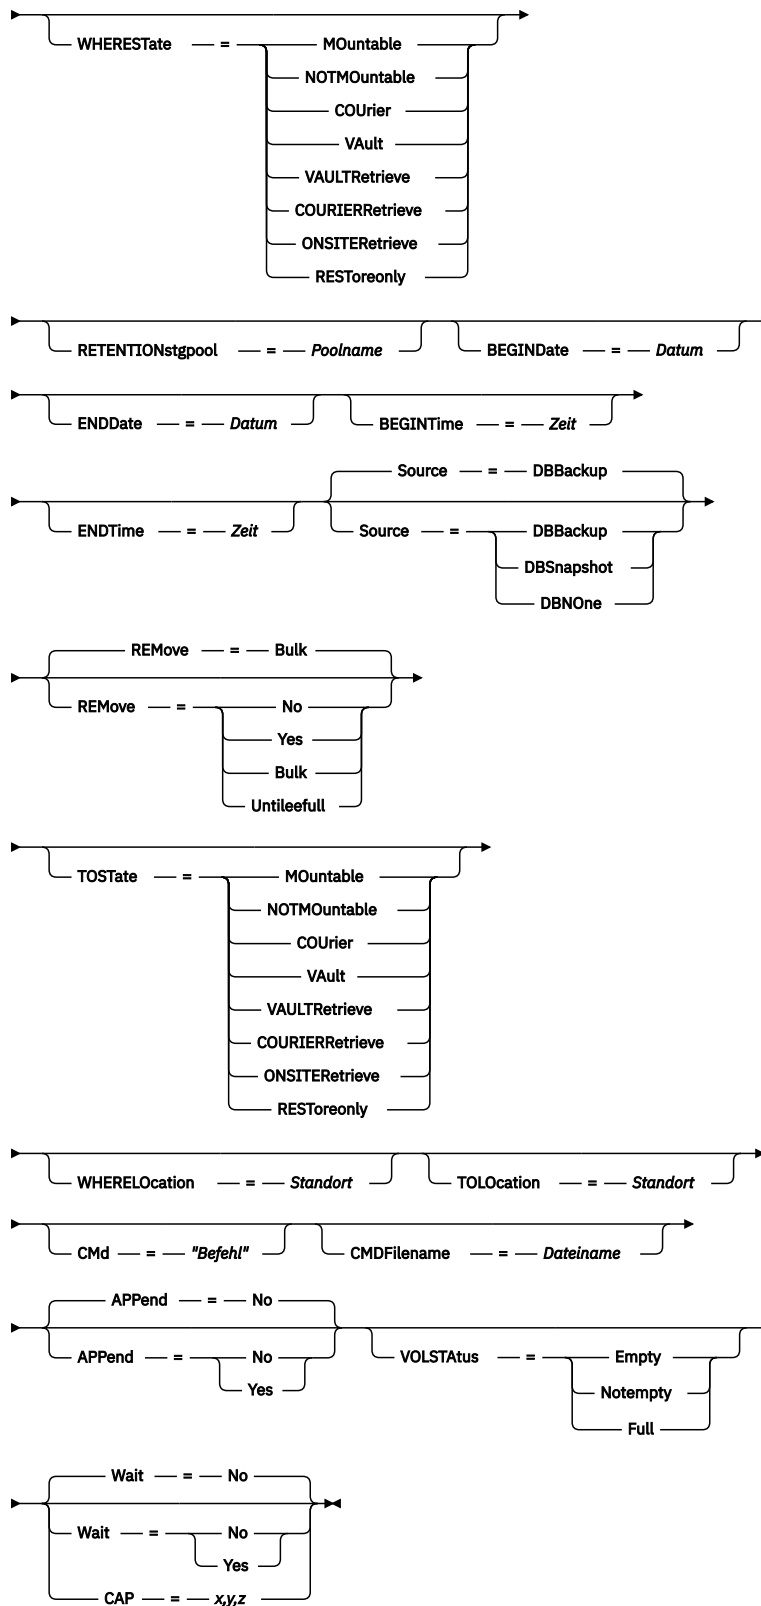 WHERESTate = MOuntable
NOTMOuntable
COUrier
VAult
VAULTRetrieve
COURIERRetrieve
ONSITERetrieve
RESToreonly
RETENTIONstgpool = Poolname BEGINDate = Datum
ENDDate = Datum BEGINTime = Zeit
Source = DBBackup
ENDTime = Zeit Source = DBBackup
DBSnapshot
DBNOne
REMove = Bulk
REMove = No
Yes
Bulk
Untileefull
TOSTate = MOuntable
NOTMOuntable
COUrier
VAult
VAULTRetrieve
COURIERRetrieve
ONSITERetrieve
RESToreonly
WHERELOcation = Standort TOLOcation = Standort
CMd = "Befehl" CMDFilename = Dateiname
APPend = No
APPend = No VOLSTAtus = Empty
Yes Notempty
Full
Wait = No
Wait = No
Yes
CAP = x,y,z